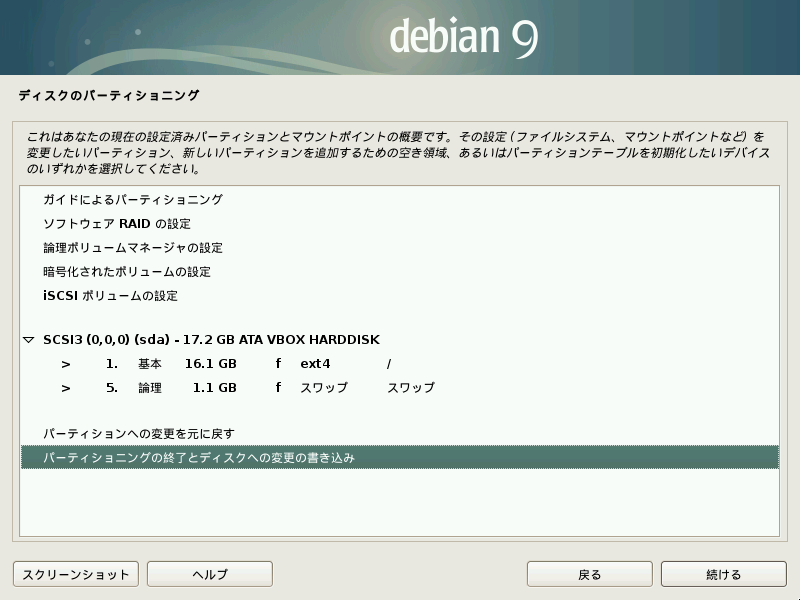 debian 9
ディスクのパーティショニング
これはあなたの現在の設定済みパーティションとマウントポイントの概要です。その設定 (ファイルシステム、マウントポイントなど) を
変更したいパーティション、新しいパーティションを追加するための空き領域、あるいはパーティションテーブルを初期化したいデバイス
のいずれかを選択してください。
ガイドによるパーティショニング
ソフトウェア RAID の設定
論理ボリュームマネージャの設定
暗号化されたボリュームの設定
iSCSI ボリュームの設定
SCSI3 (0,0,0) (sda) - 17.2 GB ATA VBOX HARDDISK
> 1. 基本 16.1 GB f ext4 /
> 5. 論理 1.1 GB f スワップ スワップ
パーティションへの変更を元に戻す
パーティショニングの終了とディスクへの変更の書き込み
スクリーンショット ヘルプ 戻る 続ける